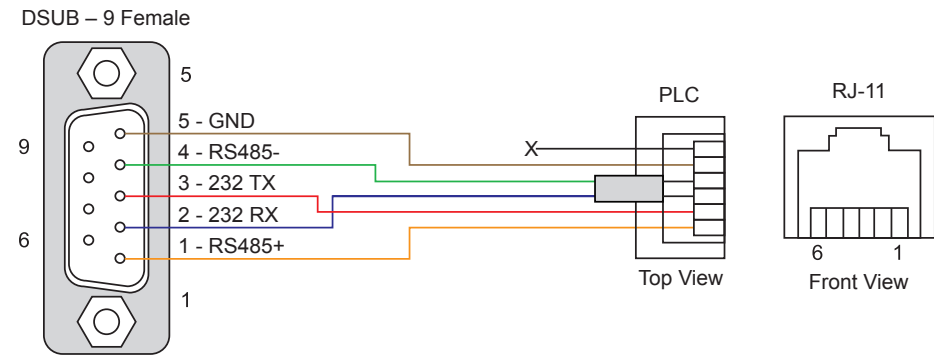 DSUB – 9 Female
5
9
5 - GND
4 - RS485-
3 - 232 TX
2 - 232 RX
1 - RS485+
6
1
PLC
X
Top View
RJ-11
6 1
Front View